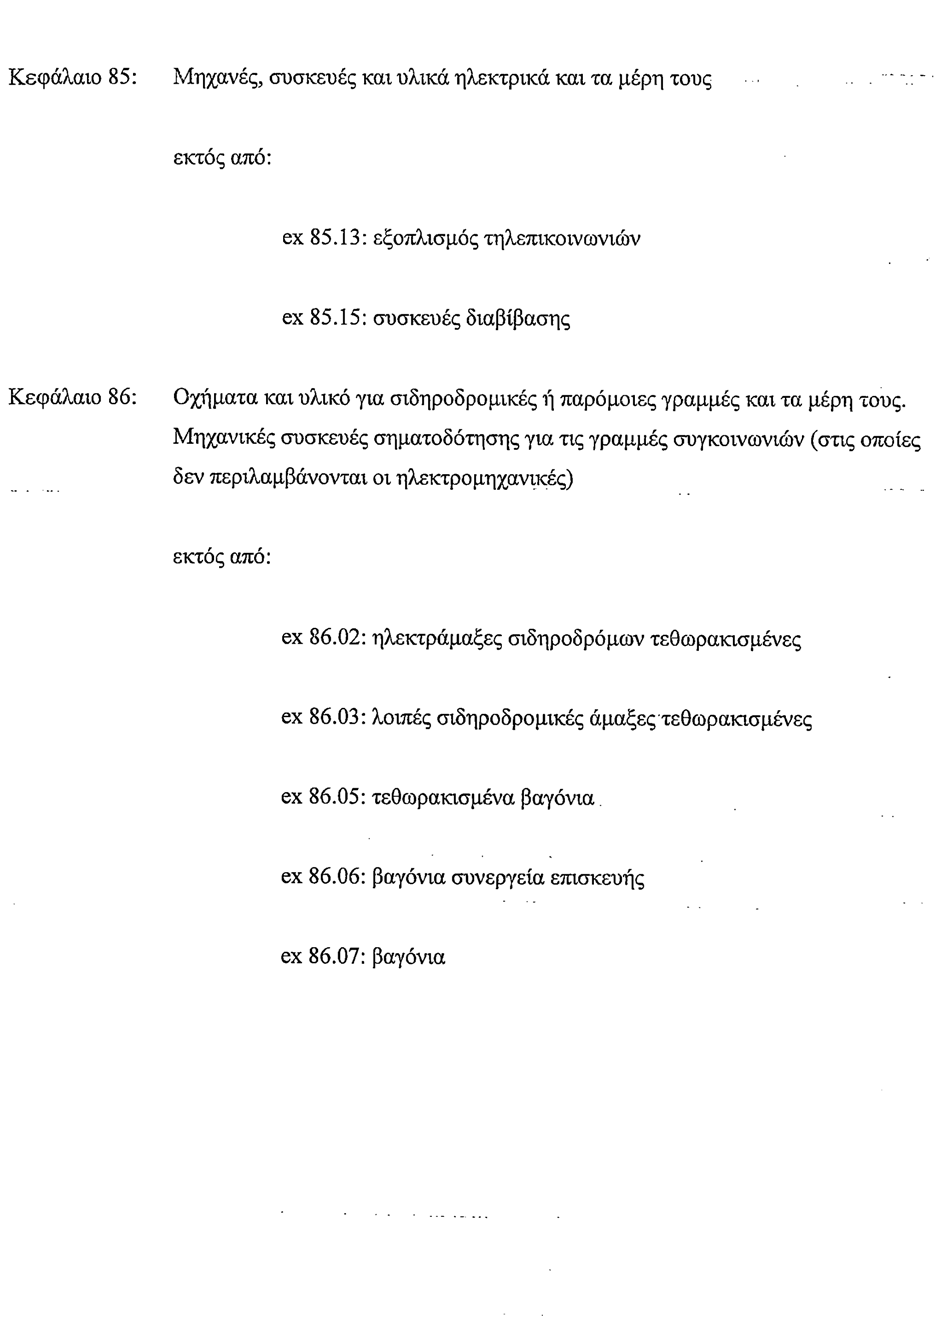 Κεφάλαιο 85: Μηχανές, συσκευές και υλικά ηλεκτρικά και τα μέρη τους
εκτός από:
ex 85.13: εξοπλισμός τηλεπικοινωνιών
ex 85.15: συσκευές διαβίβασης
Κεφάλαιο 86: Οχήματα και υλικό για σιδηροδρομικές ή παρόμοιες γραμμές και τα μέρη τους.
Μηχανικές συσκευές σηματοδότησης για τις γραμμές συγκοινωνιών (στις οποίες
δεν περιλαμβάνονται οι ηλεκτρομηχανικές)
εκτός από:
ex 86.02: ηλεκτράμαξες σιδηροδρόμων τεθωρακισμένες
ex 86.03: λοιπές σιδηροδρομικές άμαξες τεθωρακισμένες
ex 86.05: τεθωρακισμένα βαγόνια
ex 86.06: βαγόνια συνεργεία επισκευής
ex 86.07: βαγόνια